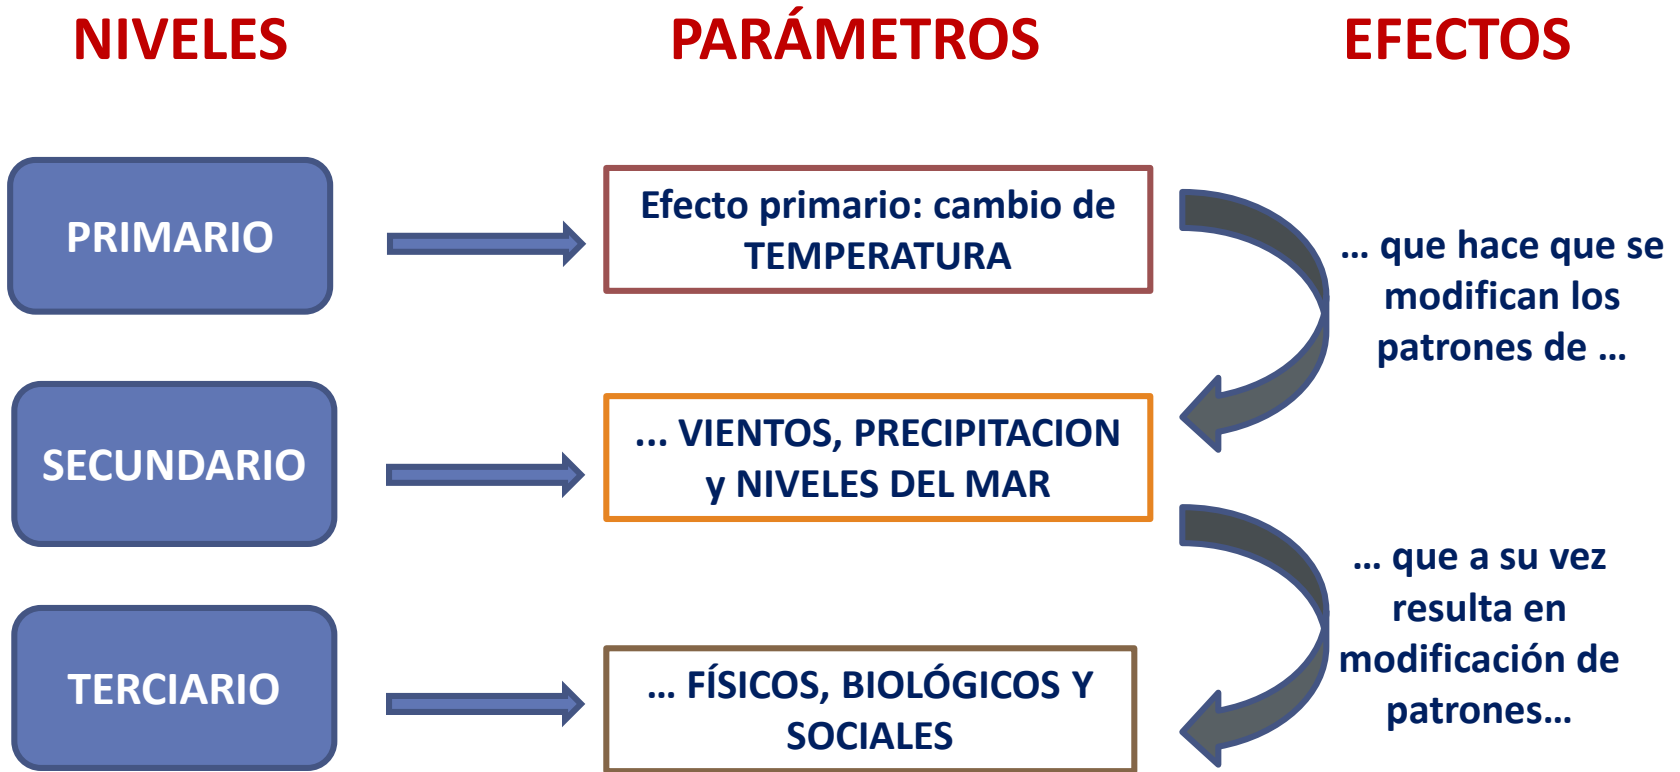 NIVELES
PARÁMETROS
EFECTOS
PRIMARIO
Efecto primario: cambio de
TEMPERATURA
... que hace que se
modifican los
patrones de ...
SECUNDARIO
... VIENTOS, PRECIPITACION
y NIVELES DEL MAR
... que a su vez
resulta en
modificación de
patrones...
TERCIARIO
... FÍSICOS, BIOLÓGICOS Y
SOCIALES